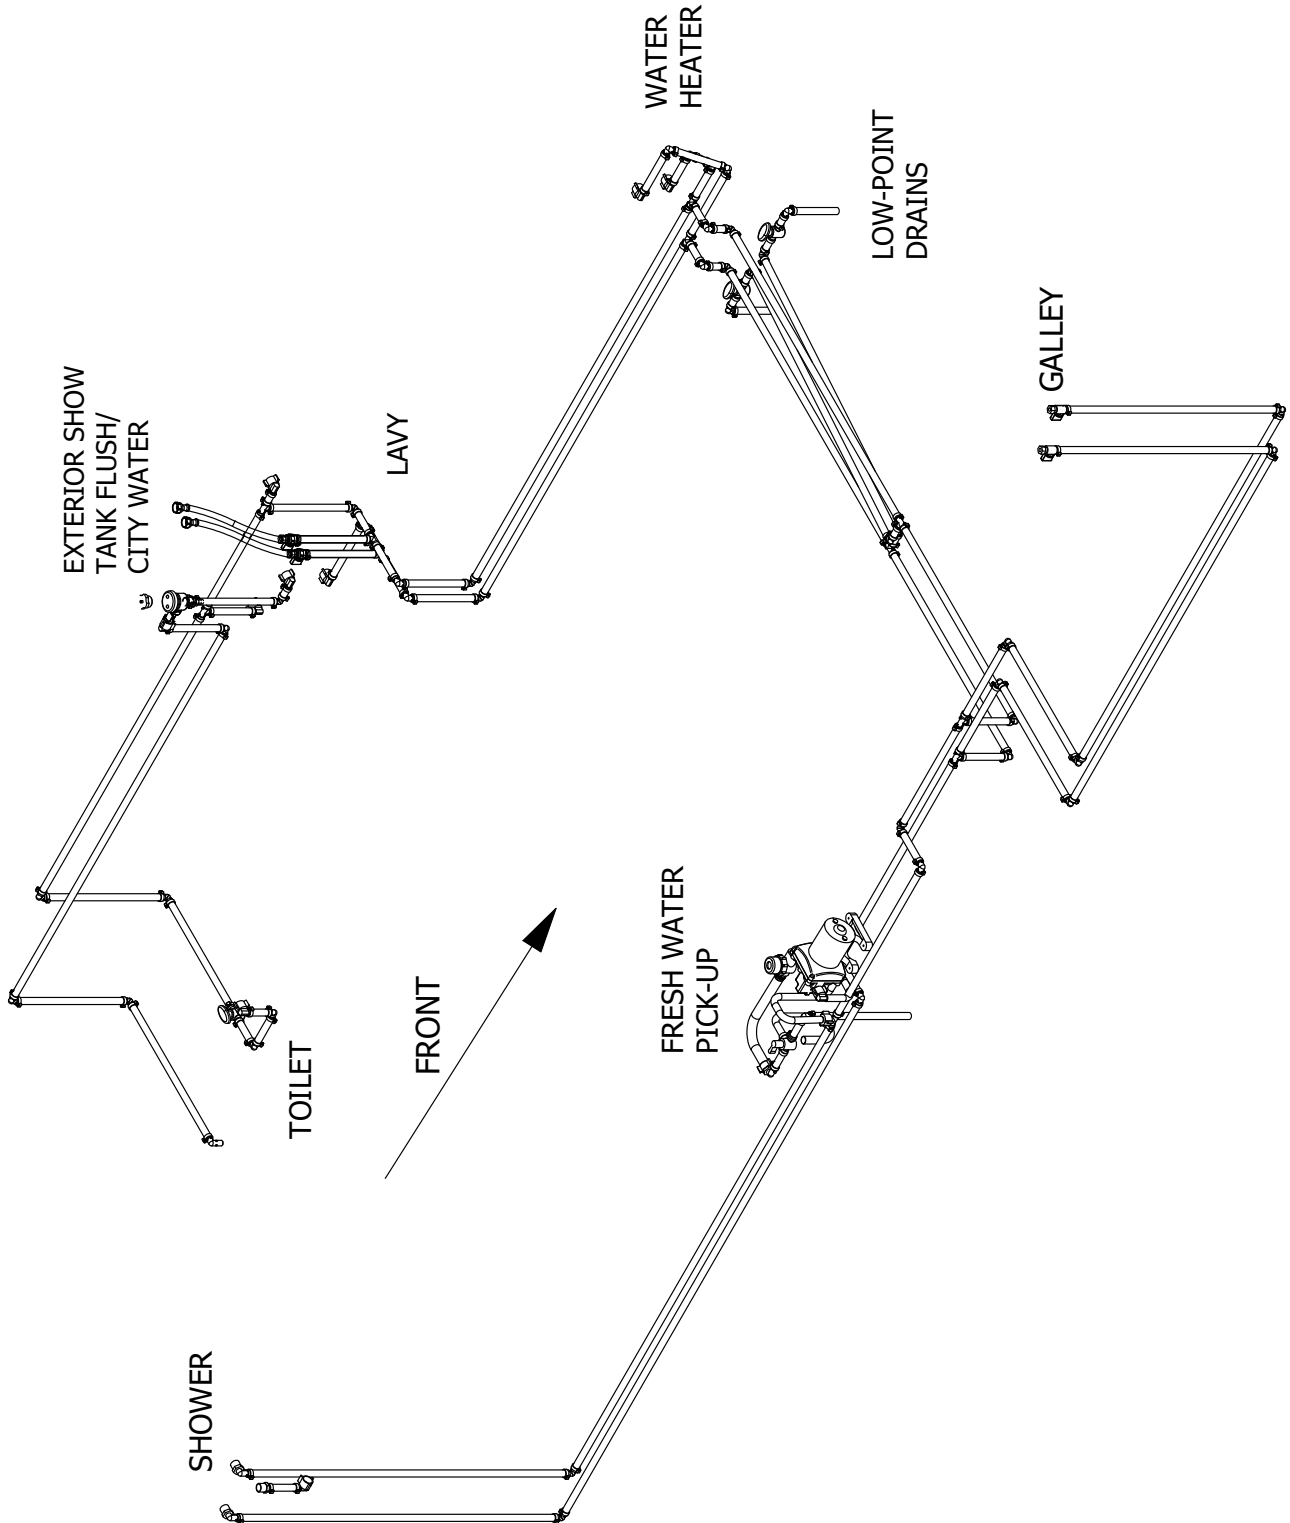 WATER
HEATER
LOW-POINT
DRAINS
GALLEY
EXTERIOR SHOW
TANK FLUSH/
CITY WATER
LAVY
FRESH WATER
PICK-UP
FRONT
TOILET
SHOWER